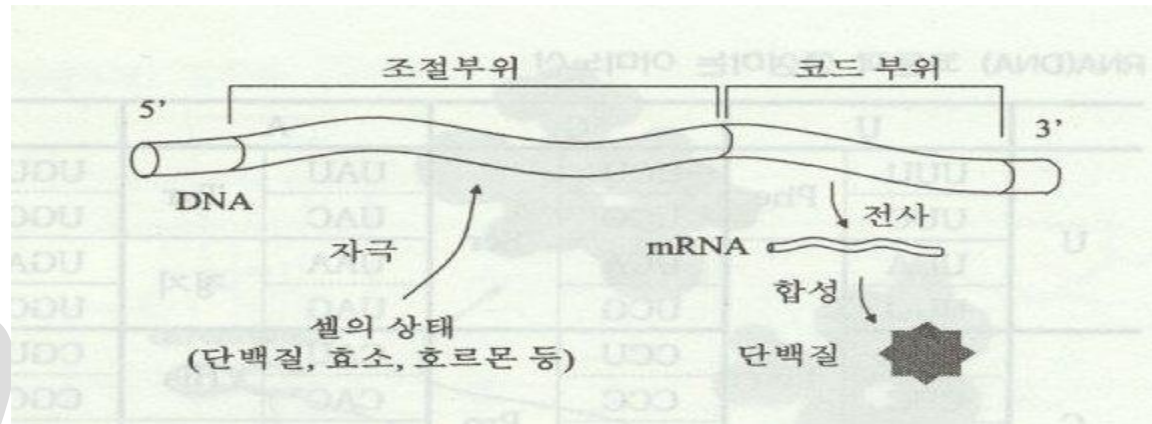 조절부위
코드 부위
5’
3’
DNA
자극
전사
mRNA
합성
셀의 상태
(단백질, 효소, 호르몬 등)
단백질